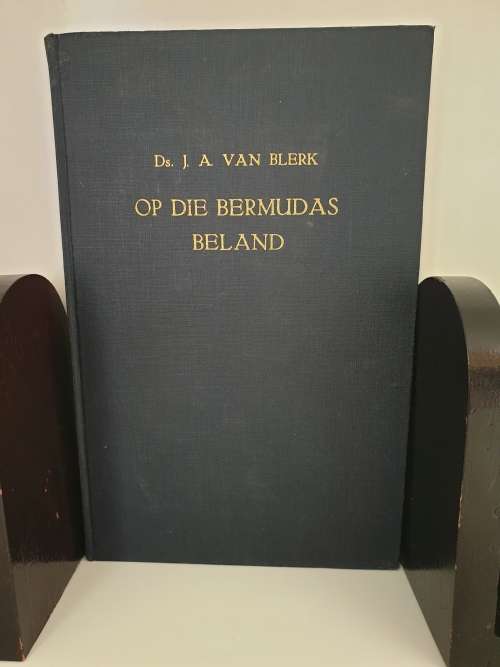 Ds. J. A. VAN BLERK
OP DIE BERMUDAS
BELAND